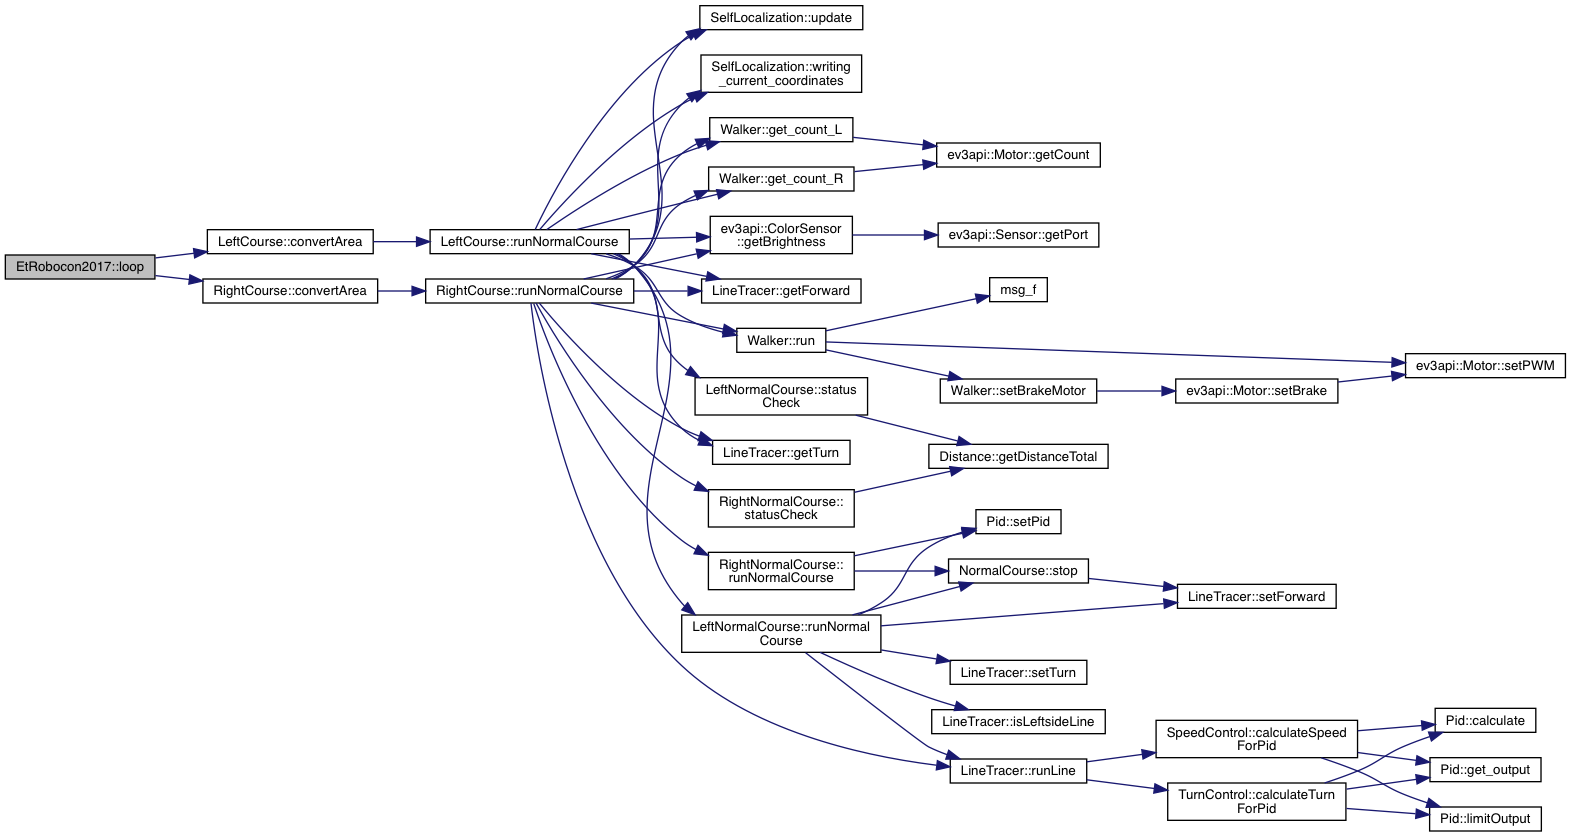 SelfLocalization::update
SelfLocalization::writing
_current_coordinates
Walker::get_count_L
ev3api::Motor::getCount
Walker::get_count_R
ev3api::ColorSensor
::getBrightness
ev3api::Sensor::getPort
LeftCourse::convertArea
LeftCourse::runNormalCourse
EtRobocon2017::loop
RightCourse::convertArea
RightCourse::runNormalCourse
LineTracer::getForward
msg_f
Walker::run
ev3api::Motor::setPWM
LeftNormalCourse::status
Check
Walker::setBrakeMotor
ev3api::Motor::setBrake
LineTracer::getTurn
Distance::getDistanceTotal
RightNormalCourse::
statusCheck
Pid::setPid
RightNormalCourse::
runNormalCourse
NormalCourse::stop
LineTracer::setForward
LeftNormalCourse::runNormal
Course
LineTracer::setTurn
LineTracer::isLeftsideLine
SpeedControl::calculateSpeed
ForPid
Pid::calculate
LineTracer::runLine
Pid::get_output
TurnControl::calculateTurn
ForPid
Pid::limitOutput